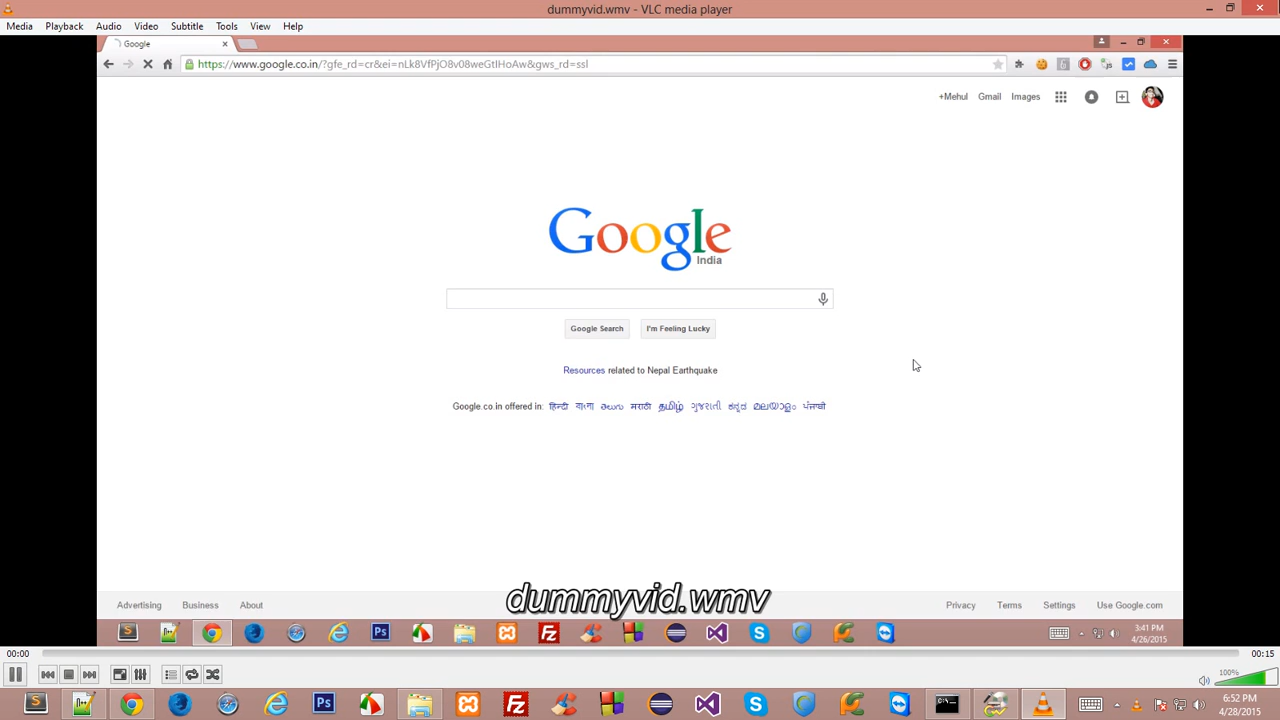 dummyvid.wmv - VLC media player
Media Playback Audio Video Subtitle Tools View Help
Google
https://www.google.co.in/?gfe_rd=cr&ei=nLk8VfPjO8v08weGtIHoAw&gws_rd=ssl
+Mehul Gmail Images
Google
India
Google Search I'm Feeling Lucky
Resources related to Nepal Earthquake
Google.co.in offered in: हिन्दी বাংলা తెలుగు मराठी தமிழ் ગુજરાતી ಕನ್ನಡ മലയാളം ਪੰਜਾਬੀ
dummyvid.wmv
Advertising Business About Privacy Terms Settings Use Google.com
3:41 PM
4/26/2015
00:00 00:15
100%
6:52 PM
4/28/2015